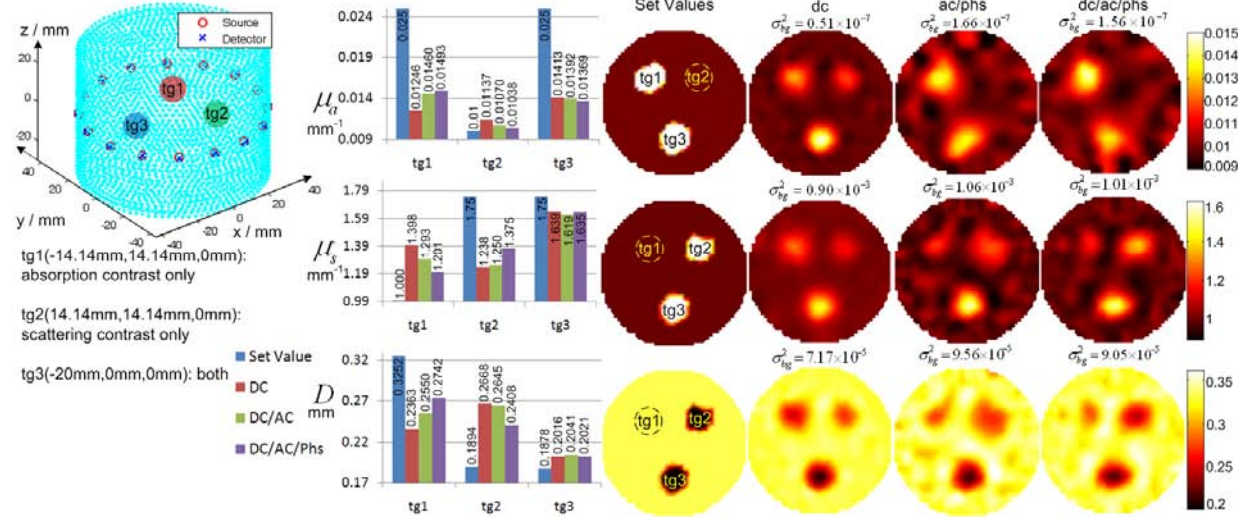 z / mm
20
0
-20
40
20
0
-20
-40
y / mm
-40
-20
0
20
40
x / mm
Source
Detector
tg1
tg2
tg3
tg1(-14.14mm,14.14mm,0mm):
absorption contrast only
tg2(14.14mm,14.14mm,0mm):
scattering contrast only
tg3(-20mm,0mm,0mm): both
Set Value
DC
DC/AC
DC/AC/Phs
μa
mm-1
0.024
0.019
0.014
0.009
0.025
0.01246
0.01460
0.01493
0.01
0.01137
0.01070
0.01038
0.025
0.01413
0.01392
0.01369
tg1
tg2
tg3
μs
mm-1
1.79
1.59
1.39
1.19
0.99
1.000
1.398
1.293
1.201
1.75
1.238
1.250
1.375
1.75
1.639
1.619
1.635
tg1
tg2
tg3
D
mm
0.32
0.27
0.22
0.17
0.3252
0.2363
0.2550
0.2742
0.1894
0.2668
0.2645
0.2408
0.1878
0.2016
0.2041
0.2021
tg1
tg2
tg3
Set Values
dc
ac/phs
dc/ac/phs
σ²bg = 0.51×10⁻⁷
σ²bg = 1.66×10⁻⁷
σ²bg = 1.56×10⁻⁷
tg1
tg2
tg3
0.015
0.014
0.013
0.012
0.011
0.010
0.009
σ²bg = 0.90×10⁻³
σ²bg = 1.06×10⁻³
σ²bg = 1.01×10⁻³
tg1
tg2
tg3
1.6
1.4
1.2
1
σ²bg = 7.17×10⁻⁵
σ²bg = 9.56×10⁻⁵
σ²bg = 9.05×10⁻⁵
tg1
tg2
tg3
0.35
0.3
0.25
0.2